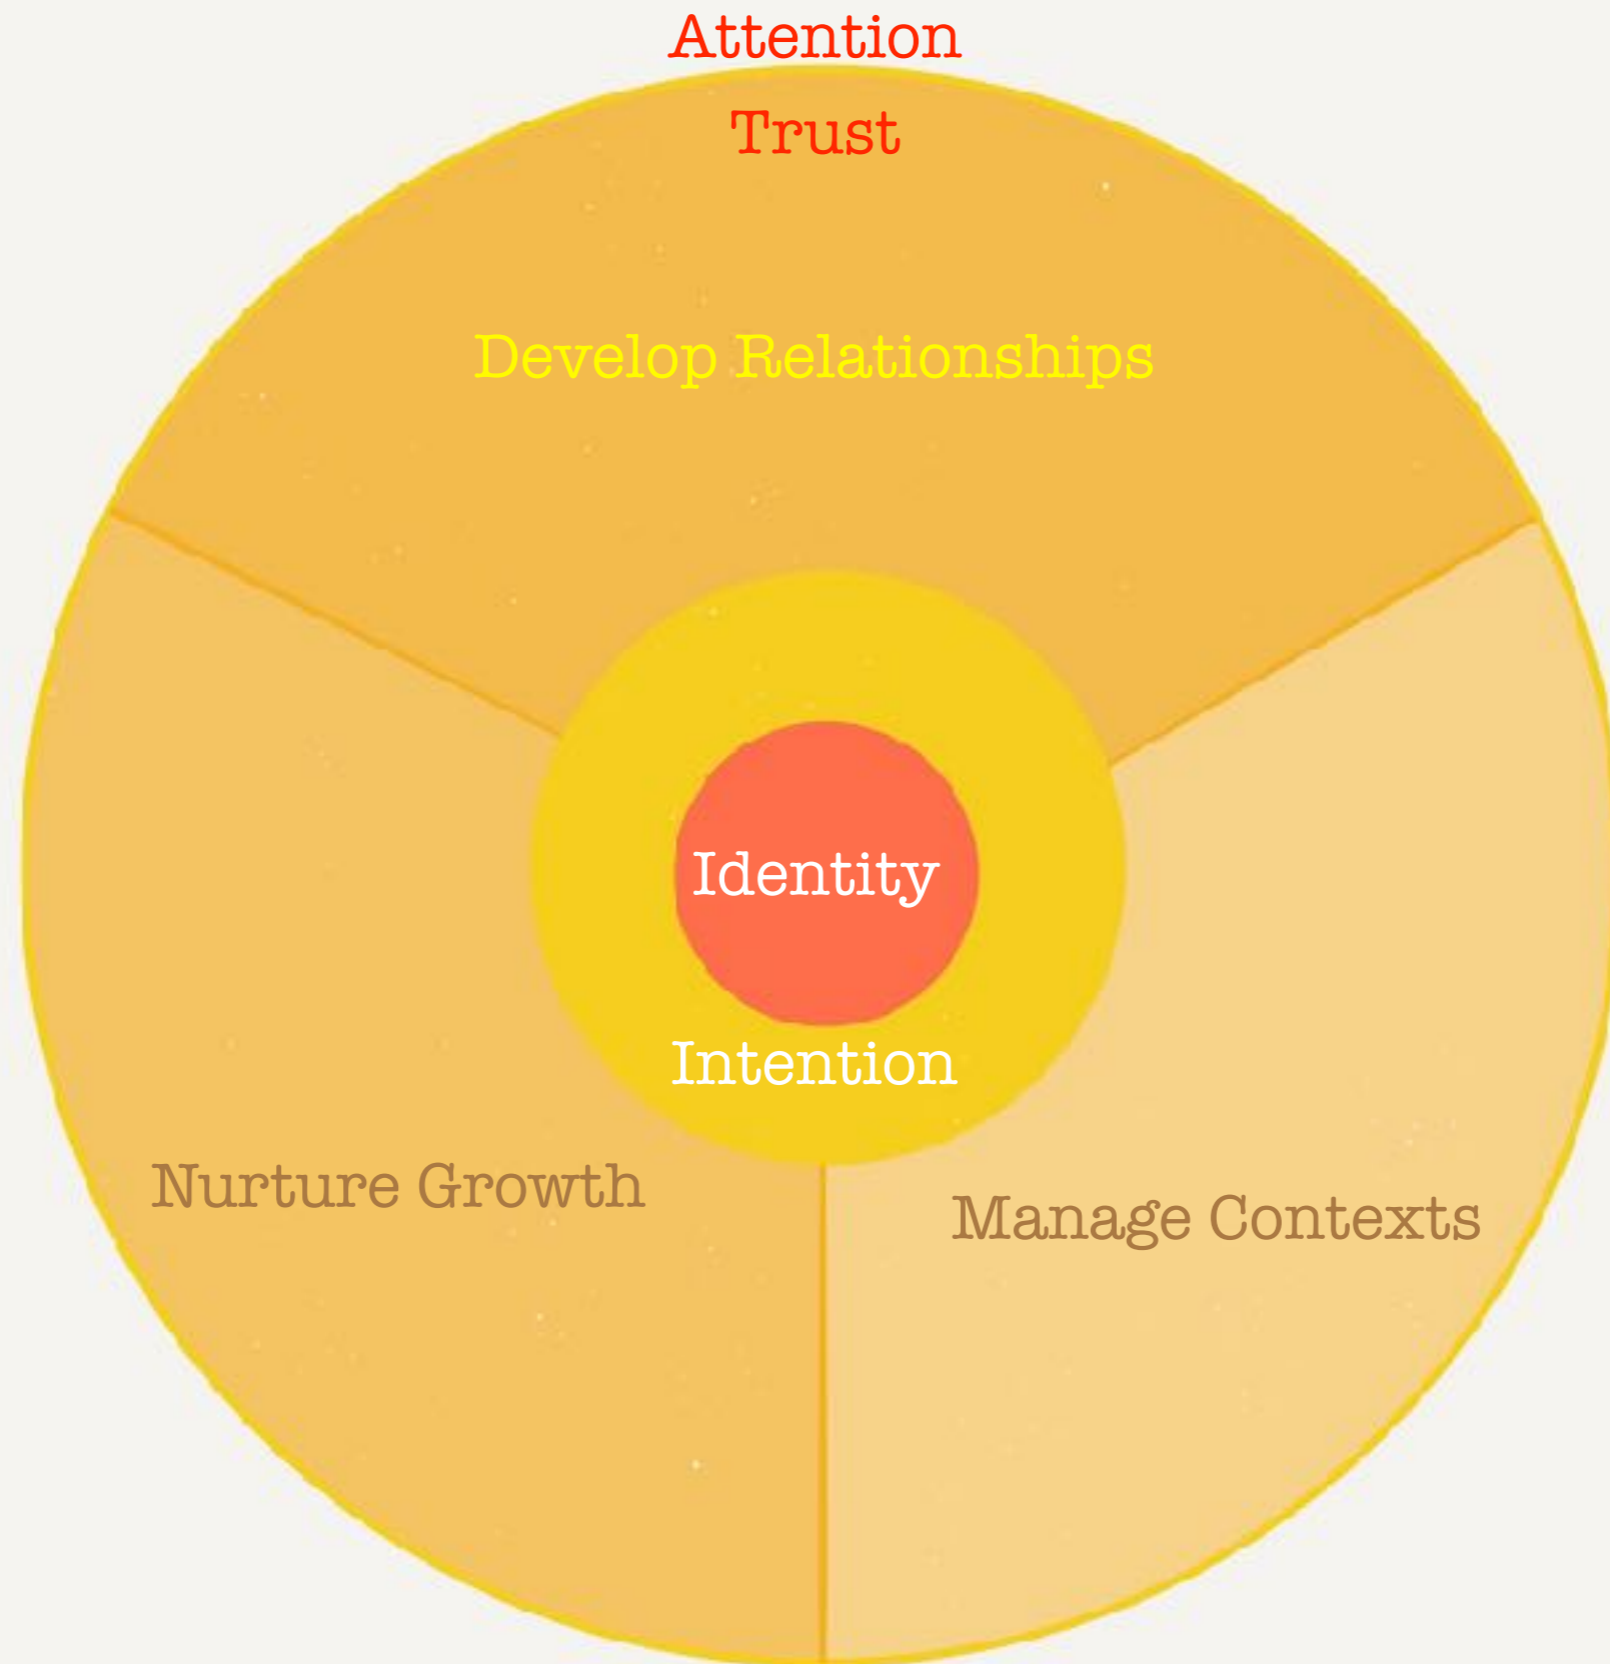 Attention
Trust
Develop Relationships
Identity
Intention
Nurture Growth
Manage Contexts